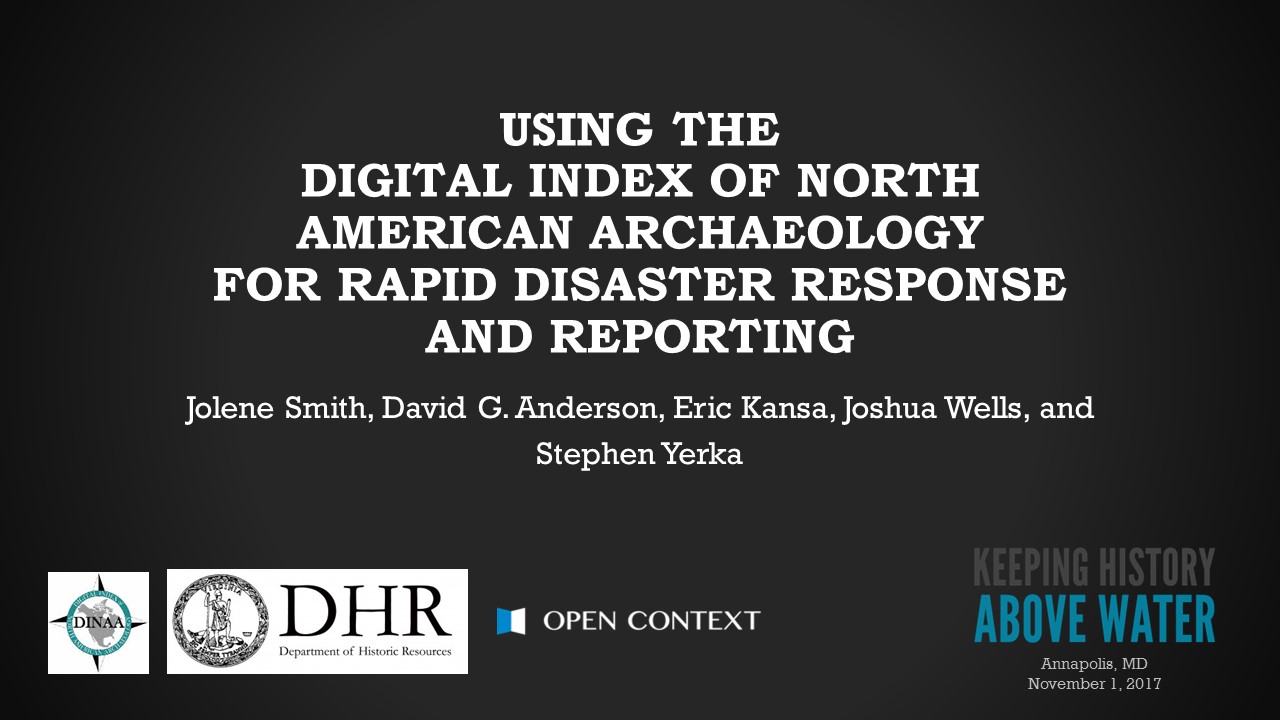 USING THE
DIGITAL INDEX OF NORTH
AMERICAN ARCHAEOLOGY
FOR RAPID DISASTER RESPONSE
AND REPORTING
Jolene Smith, David G. Anderson, Eric Kansa, Joshua Wells, and
Stephen Yerka
DINAA
VIRGINIA
DHR
Department of Historic Resources
OPEN CONTEXT
KEEPING HISTORY
ABOVE WATER
Annapolis, MD
November 1, 2017